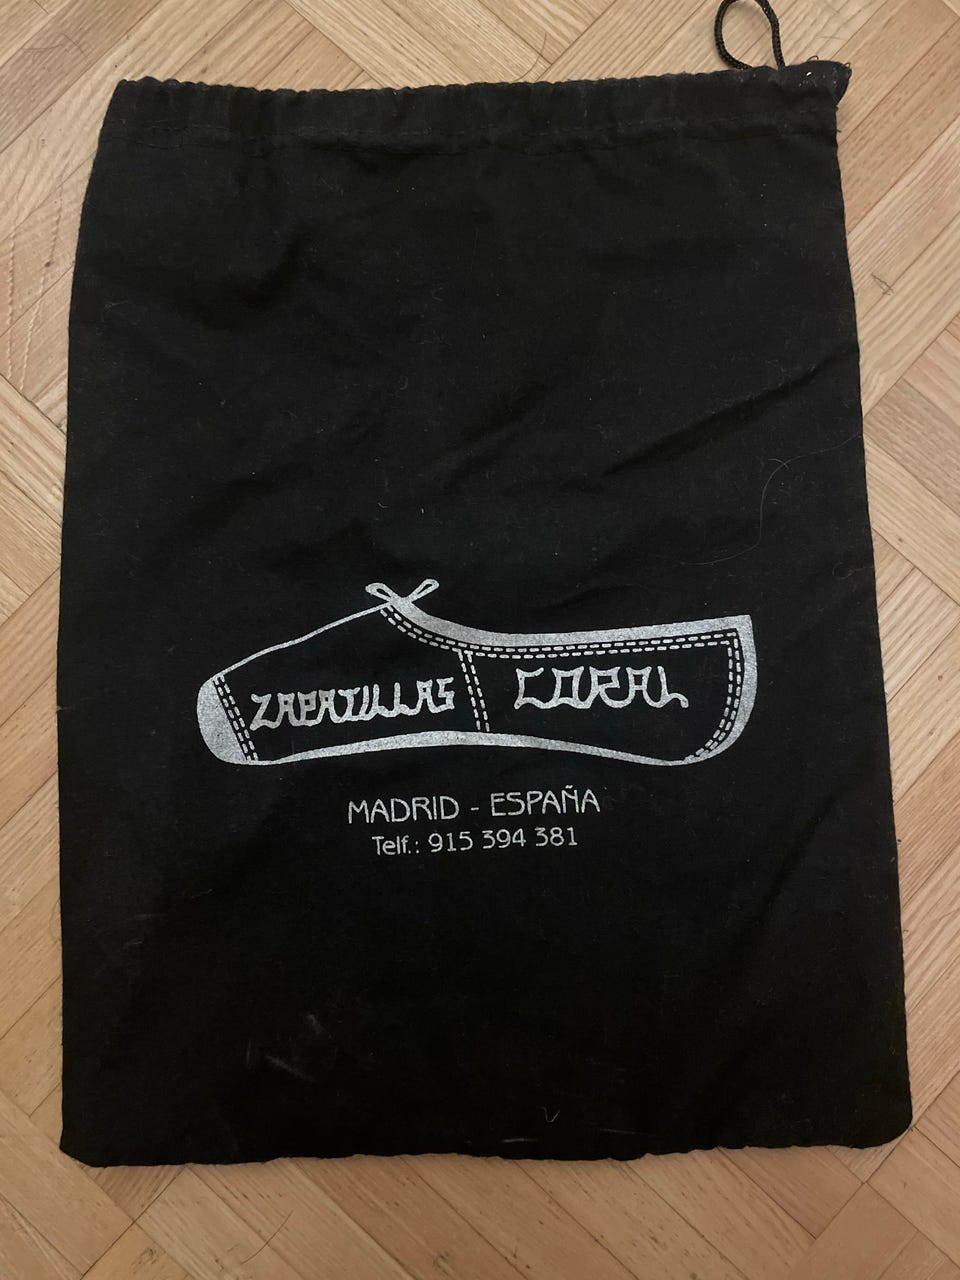 ZAPATILLAS CORAL
MADRID - ESPAÑA
Telf.: 915 394 381